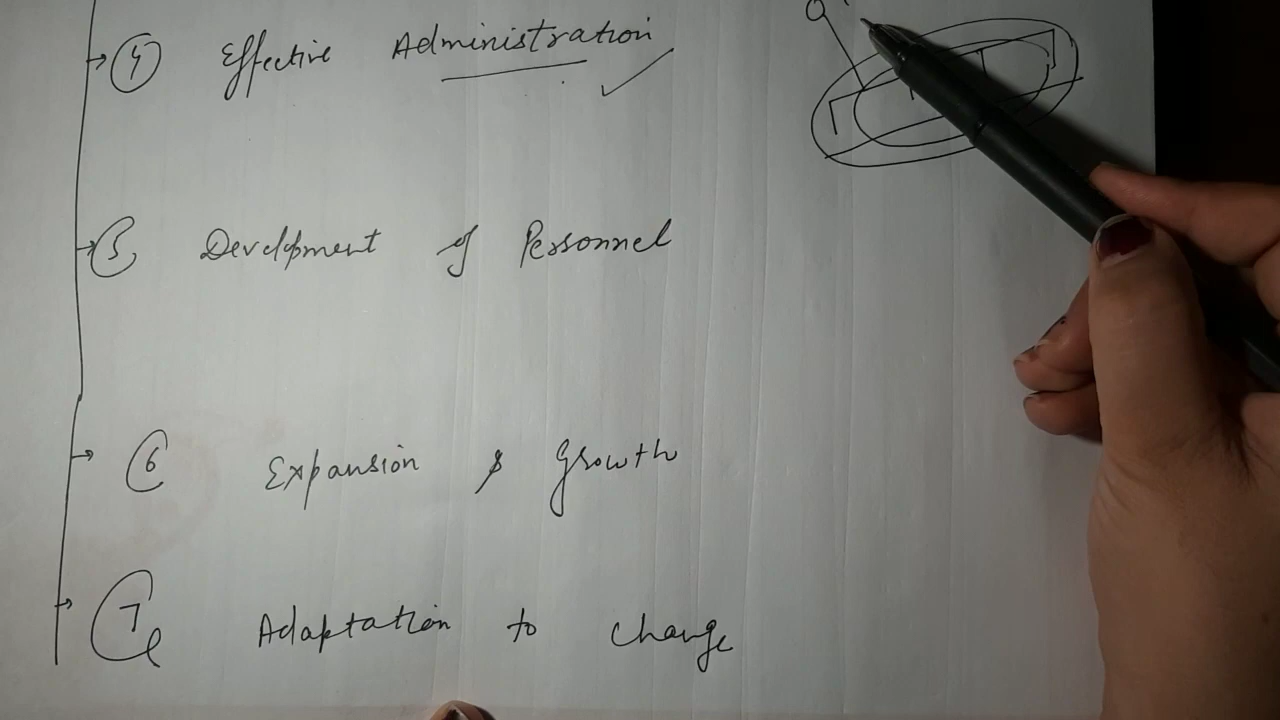 4 Effective Administration
5 Development of Personnel
6 Expansion & Growth
7 Adaptation to change